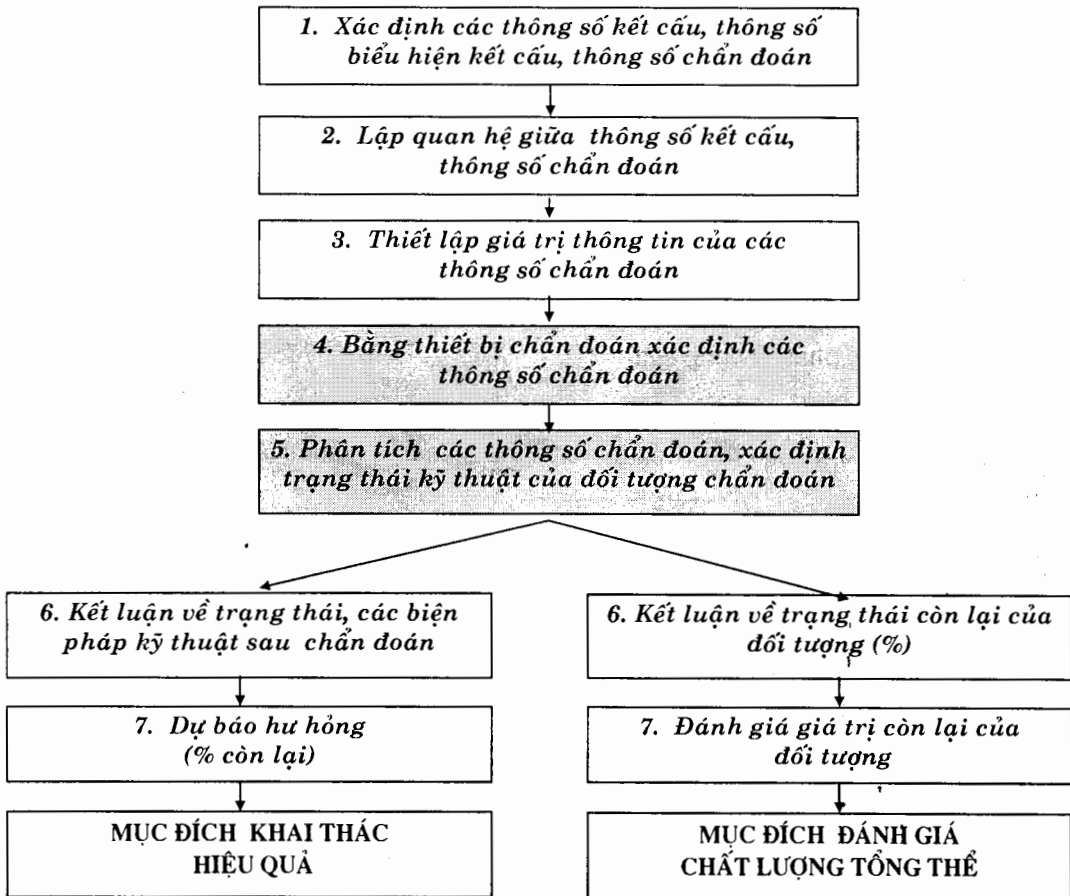 1. Xác định các thông số kết cấu, thông số
biểu hiện kết cấu, thông số chẩn đoán
2. Lập quan hệ giữa thông số kết cấu,
thông số chẩn đoán
3. Thiết lập giá trị thông tin của các
thông số chẩn đoán
4. Bằng thiết bị chẩn đoán xác định các
thông số chẩn đoán
5. Phân tích các thông số chẩn đoán, xác định
trạng thái kỹ thuật của đối tượng chẩn đoán
6. Kết luận về trạng thái, các biện
pháp kỹ thuật sau chẩn đoán
7. Dự báo hư hỏng
(% còn lại)
MỤC ĐÍCH KHAI THÁC
HIỆU QUẢ
6. Kết luận về trạng thái còn lại của
đối tượng (%)
7. Đánh giá giá trị còn lại của
đối tượng
MỤC ĐÍCH ĐÁNH GIÁ
CHẤT LƯỢNG TỔNG THỂ